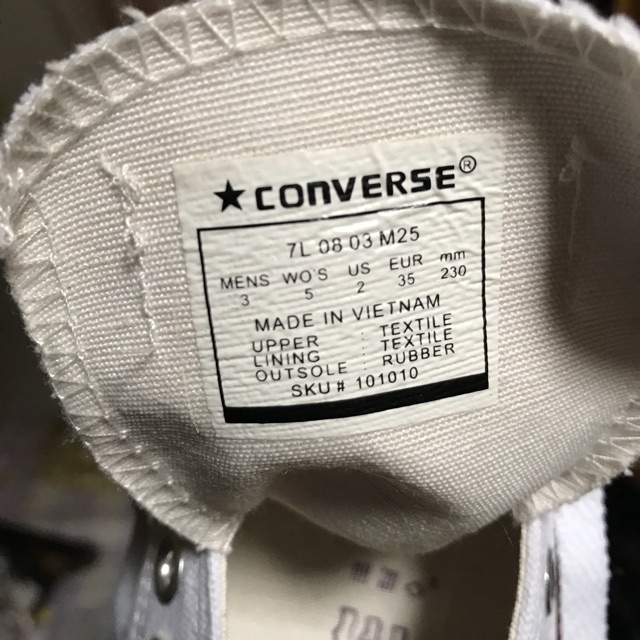 ★CONVERSE®
7L 08 03 M25
MENS WO'S US EUR mm
3 5 2 35 230
MADE IN VIETNAM
UPPER : TEXTILE
LINING : TEXTILE
OUTSOLE : RUBBER
SKU # 101010